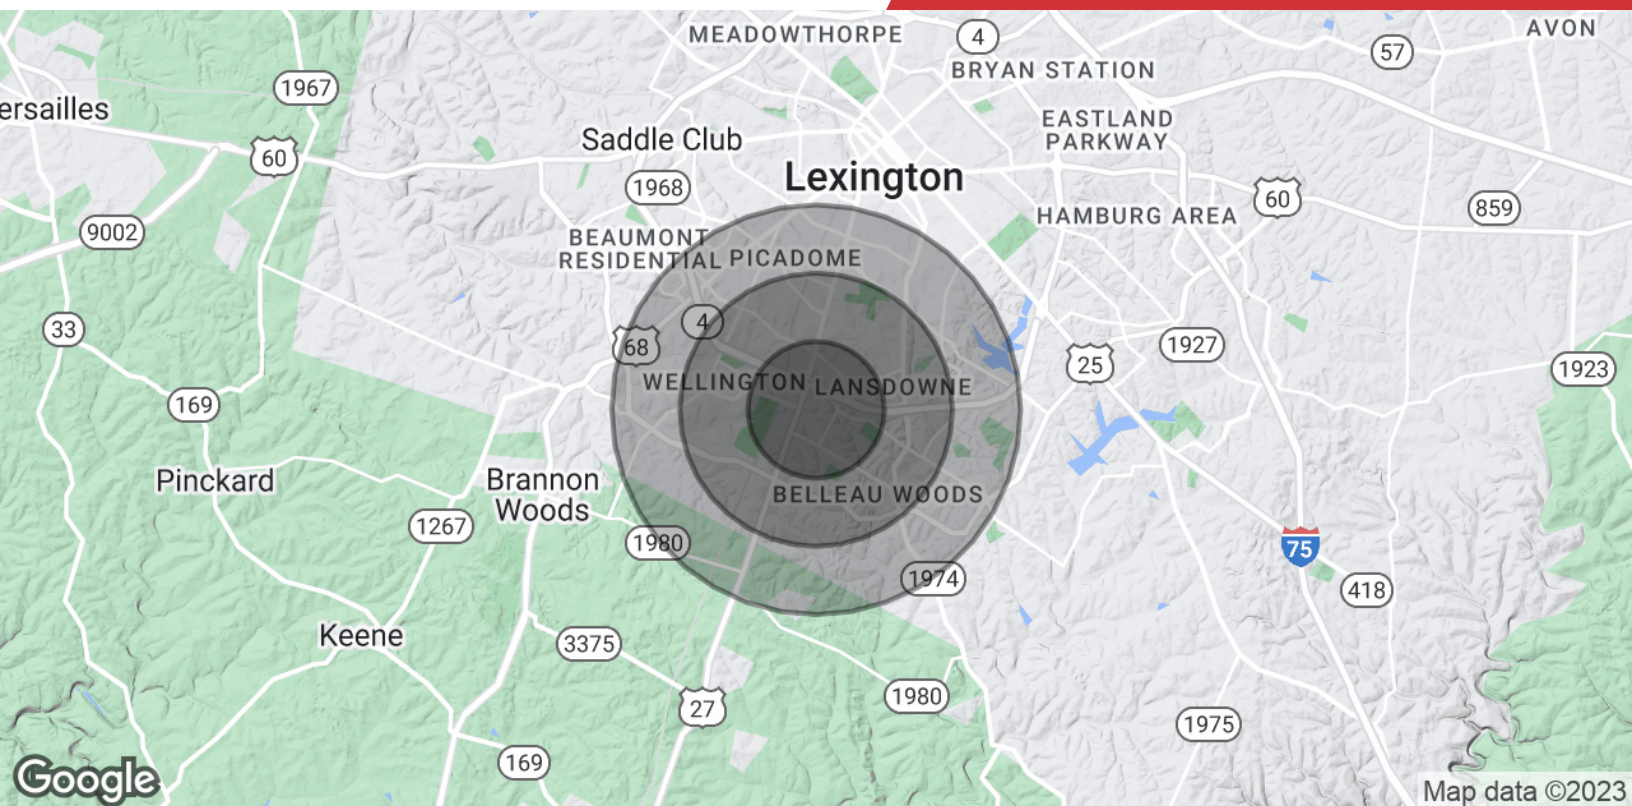 MEADOWTHORPE
4
57
AVON
BRYAN STATION
1967
ersailles
EASTLAND
PARKWAY
Saddle Club
60
Lexington
1968
60
859
HAMBURG AREA
9002
BEAUMONT
RESIDENTIAL
PICADOME
33
4
68
1927
25
1923
WELLINGTON
LANSDOWNE
169
Pinckard
Brannon
Woods
BELLEAU WOODS
1267
1980
75
1974
418
Keene
3375
1980
27
1975
169
Google
Map data ©2023